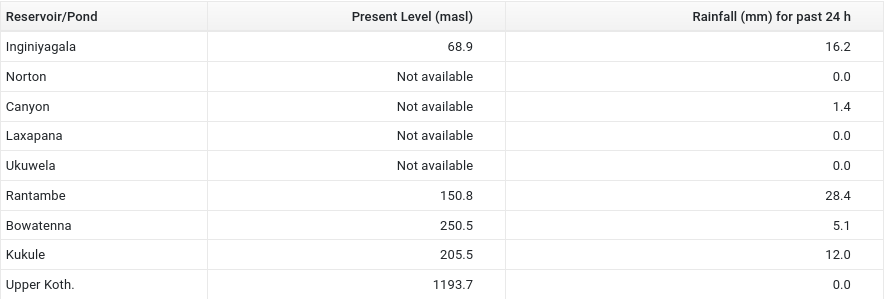 Reservoir/Pond Present Level (masl) Rainfall (mm) for past 24 h
Inginiyagala 68.9 16.2
Norton Not available 0.0
Canyon Not available 1.4
Laxapana Not available 0.0
Ukuwela Not available 0.0
Rantambe 150.8 28.4
Bowatenna 250.5 5.1
Kukule 205.5 12.0
Upper Koth. 1193.7 0.0